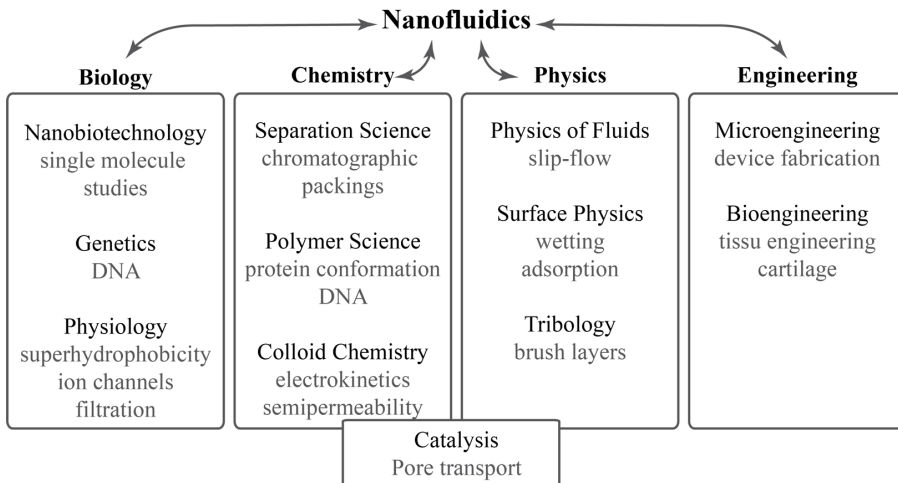 Nanofluidics
Biology
Nanobiotechnology
single molecule
studies
Genetics
DNA
Physiology
superhydrophobicity
ion channels
filtration
Chemistry
Separation Science
chromatographic
packings
Polymer Science
protein conformation
DNA
Colloid Chemistry
electrokinetics
semipermeability
Physics
Physics of Fluids
slip-flow
Surface Physics
wetting
adsorption
Tribology
brush layers
Engineering
Microengineering
device fabrication
Bioengineering
tissu engineering
cartilage
Catalysis
Pore transport